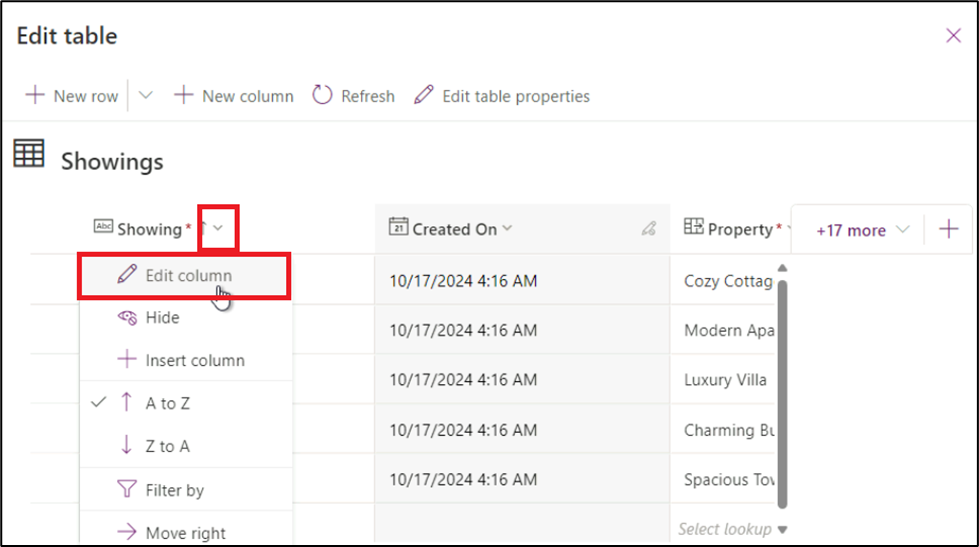 Edit table
New row
New column
Refresh
Edit table properties
Showings
Abc Showing *
21 Created On
Property *
+17 more
Edit column
Hide
Insert column
A to Z
Z to A
Filter by
Move right
10/17/2024 4:16 AM
Cozy Cottag
10/17/2024 4:16 AM
Modern Apa
10/17/2024 4:16 AM
Luxury Villa
10/17/2024 4:16 AM
Charming Bu
10/17/2024 4:16 AM
Spacious Tov
Select lookup